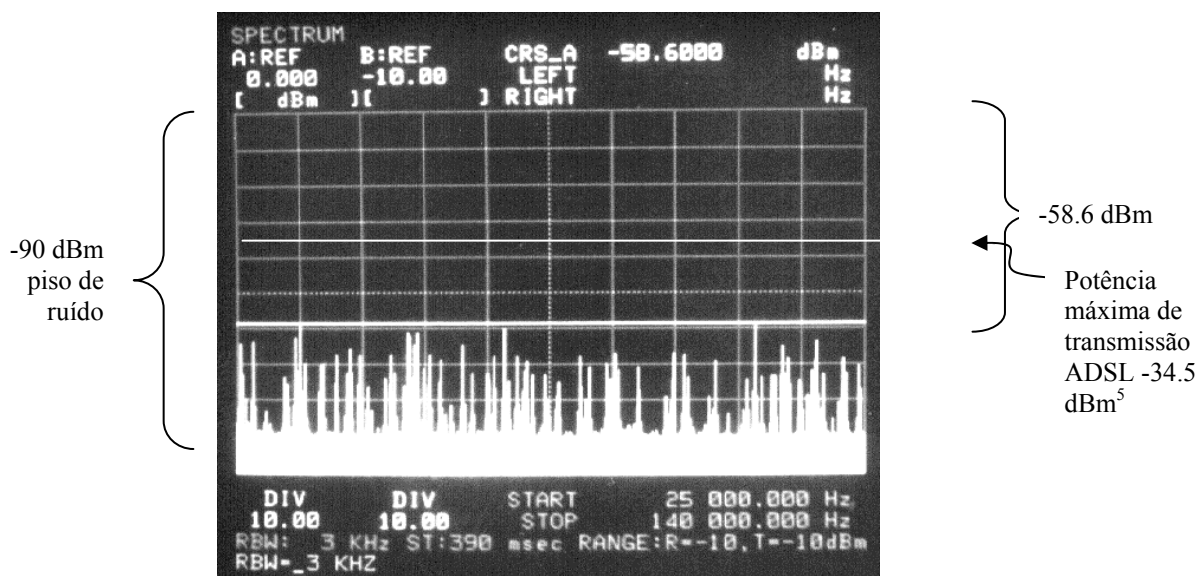 SPECTRUM
A:REF B:REF CRS_A -58.6000 dBm
0.000 -10.00 LEFT Hz
[ dBm ][ ] RIGHT Hz
-90 dBm
piso de
ruído
-58.6 dBm
Potência
máxima de
transmissão
ADSL -34.5
dBm5
DIV DIV START 25 000.000 Hz
10.00 10.00 STOP 140 000.000 Hz
RBW: 3 KHz ST:390 msec RANGE:R=-10,T=-10dBm
RBW=_3 KHZ